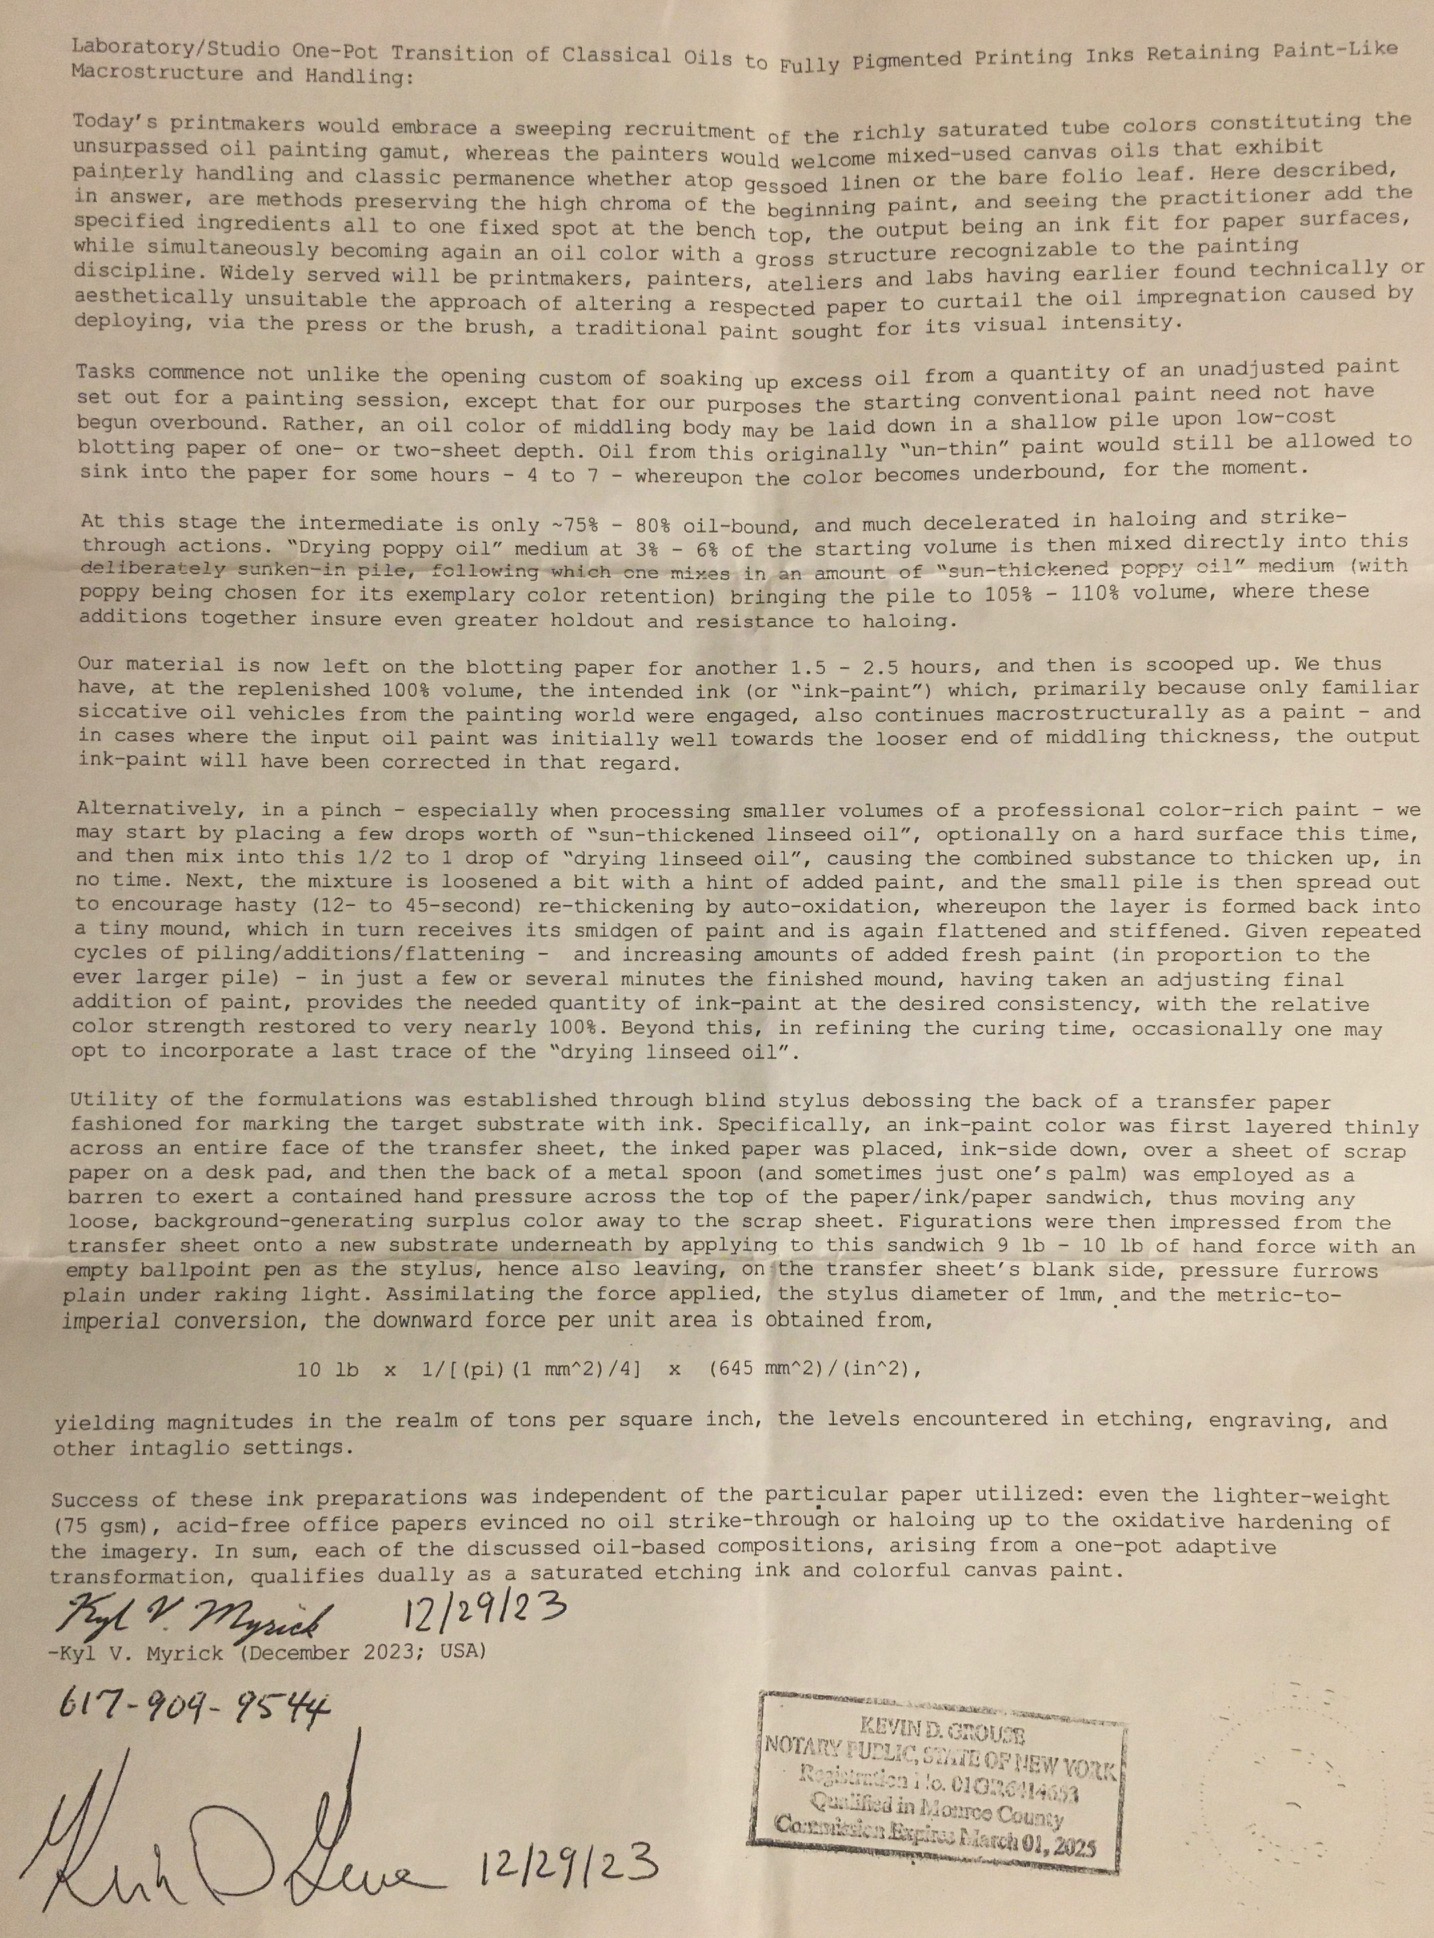 Laboratory/Studio One-Pot Transition of Classical Oils to Fully Pigmented Printing Inks Retaining Paint-Like
Macrostructure and Handling:
Today's printmakers would embrace a sweeping recruitment of the richly saturated tube colors constituting the
unsurpassed oil painting gamut, whereas the painters would welcome mixed-used canvas oils that exhibit
painterly handling and classic permanence whether atop gessoed linen or the bare folio leaf. Here described,
in answer, are methods preserving the high chroma of the beginning paint, and seeing the practitioner add the
specified ingredients all to one fixed spot at the bench top, the output being an ink fit for paper surfaces,
while simultaneously becoming again an oil color with a gross structure recognizable to the painting
discipline. Widely served will be printmakers, painters, ateliers and labs having earlier found technically or
aesthetically unsuitable the approach of altering a respected paper to curtail the oil impregnation caused by
deploying, via the press or the brush, a traditional paint sought for its visual intensity.
Tasks commence not unlike the opening custom of soaking up excess oil from a quantity of an unadjusted paint
set out for a painting session, except that for our purposes the starting conventional paint need not have
begun overbound. Rather, an oil color of middling body may be laid down in a shallow pile upon low-cost
blotting paper of one- or two-sheet depth. Oil from this originally "un-thin" paint would still be allowed to
sink into the paper for some hours - 4 to 7 - whereupon the color becomes underbound, for the moment.
At this stage the intermediate is only ~75% - 80% oil-bound, and much decelerated in haloing and strike-
through actions. "Drying poppy oil" medium at 3% - 6% of the starting volume is then mixed directly into this
deliberately sunken-in pile, following which one mixes in an amount of "sun-thickened poppy oil" medium (with
poppy being chosen for its exemplary color retention) bringing the pile to 105% - 110% volume, where these
additions together insure even greater holdout and resistance to haloing.
Our material is now left on the blotting paper for another 1.5 - 2.5 hours, and then is scooped up. We thus
have, at the replenished 100% volume, the intended ink (or "ink-paint") which, primarily because only familiar
siccative oil vehicles from the painting world were engaged, also continues macrostructurally as a paint - and
in cases where the input oil paint was initially well towards the looser end of middling thickness, the output
ink-paint will have been corrected in that regard.
Alternatively, in a pinch - especially when processing smaller volumes of a professional color-rich paint - we
may start by placing a few drops worth of "sun-thickened linseed oil", optionally on a hard surface this time,
and then mix into this 1/2 to 1 drop of "drying linseed oil", causing the combined substance to thicken up, in
no time. Next, the mixture is loosened a bit with a hint of added paint, and the small pile is then spread out
to encourage hasty (12- to 45-second) re-thickening by auto-oxidation, whereupon the layer is formed back into
a tiny mound, which in turn receives its smidgen of paint and is again flattened and stiffened. Given repeated
cycles of piling/additions/flattening - and increasing amounts of added fresh paint (in proportion to the
ever larger pile) - in just a few or several minutes the finished mound, having taken an adjusting final
addition of paint, provides the needed quantity of ink-paint at the desired consistency, with the relative
color strength restored to very nearly 100%. Beyond this, in refining the curing time, occasionally one may
opt to incorporate a last trace of the "drying linseed oil".
Utility of the formulations was established through blind stylus debossing the back of a transfer paper
fashioned for marking the target substrate with ink. Specifically, an ink-paint color was first layered thinly
across an entire face of the transfer sheet, the inked paper was placed, ink-side down, over a sheet of scrap
paper on a desk pad, and then the back of a metal spoon (and sometimes just one's palm) was employed as a
barren to exert a contained hand pressure across the top of the paper/ink/paper sandwich, thus moving any
loose, background-generating surplus color away to the scrap sheet. Figurations were then impressed from the
transfer sheet onto a new substrate underneath by applying to this sandwich 9 lb - 10 lb of hand force with an
empty ballpoint pen as the stylus, hence also leaving, on the transfer sheet's blank side, pressure furrows
plain under raking light. Assimilating the force applied, the stylus diameter of 1mm, and the metric-to-
imperial conversion, the downward force per unit area is obtained from,
10 lb x 1/[(pi)(1 mm^2)/4] x (645 mm^2)/(in^2),
yielding magnitudes in the realm of tons per square inch, the levels encountered in etching, engraving, and
other intaglio settings.
Success of these ink preparations was independent of the particular paper utilized: even the lighter-weight
(75 gsm), acid-free office papers evinced no oil strike-through or haloing up to the oxidative hardening of
the imagery. In sum, each of the discussed oil-based compositions, arising from a one-pot adaptive
transformation, qualifies dually as a saturated etching ink and colorful canvas paint.
Kyl V. Myrick 12/29/23
-Kyl V. Myrick (December 2023; USA)
617-909-9544
KEVIN D. GROUSE
NOTARY PUBLIC, STATE OF NEW YORK
Registration No. 01GR6414653
Qualified in Monroe County
Commission Expires March 01, 2025
12/29/23